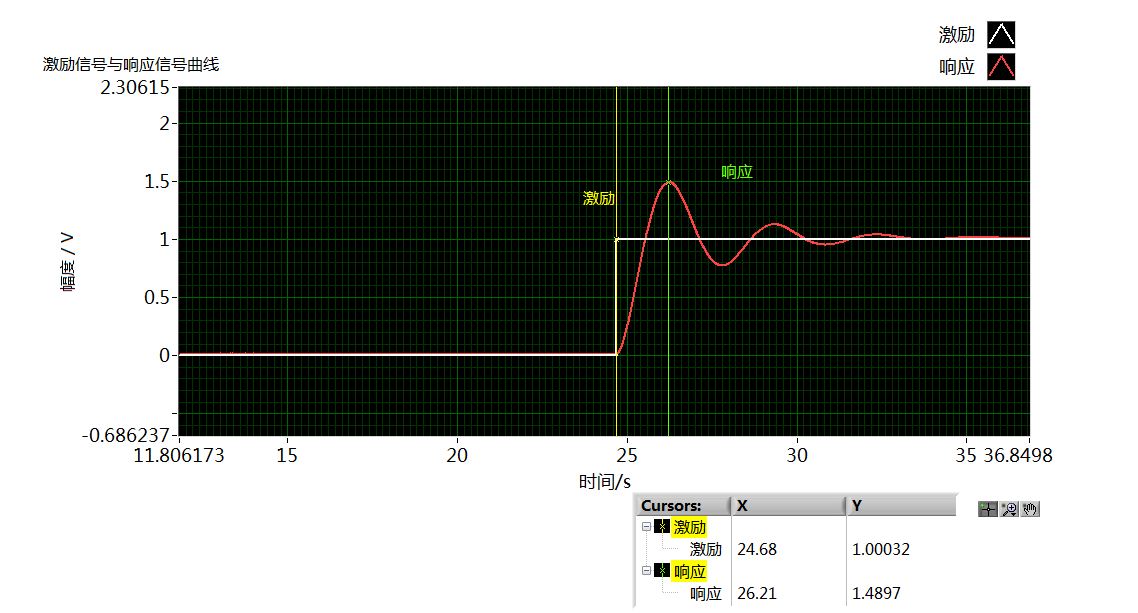 激励
响应
激励信号与响应信号曲线
2.30615
2
1.5
1
0.5
0
-0.686237
幅度 / V
激励
响应
11.806173 15 20 25 30 35 36.8498
时间/s
Cursors: X Y
激励
激励 24.68 1.00032
响应
响应 26.21 1.4897